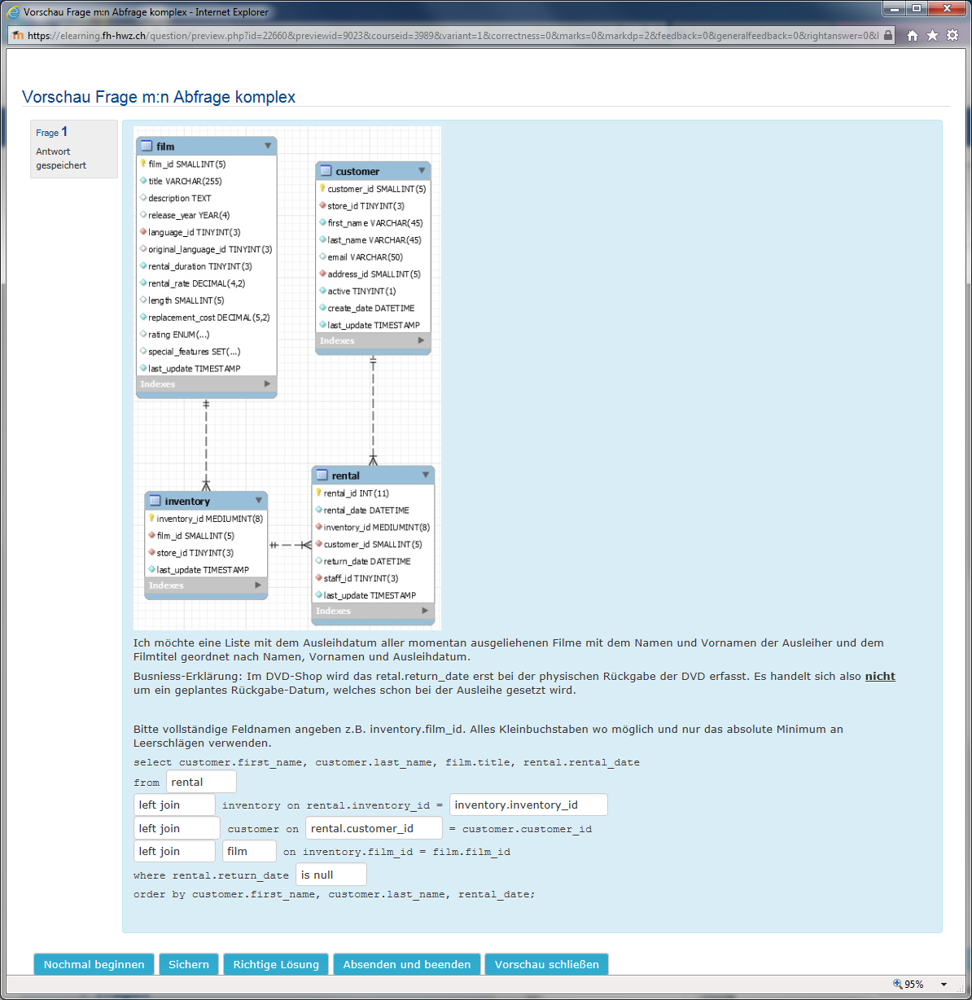 Vorschau Frage m:n Abfrage komplex - Internet Explorer
https://elearning.fh-hwz.ch/question/preview.php?id=22660&previewid=9023&courseid=3989&variant=1&correctness=0&marks=0&markdp=2&feedback=0&generalfeedback=0&rightanswer=0&
Vorschau Frage m:n Abfrage komplex
Frage 1
Antwort
gespeichert
film
film_id SMALLINT(5)
title VARCHAR(255)
description TEXT
release_year YEAR(4)
language_id TINYINT(3)
original_language_id TINYINT(3)
rental_duration TINYINT(3)
rental_rate DECIMAL(4,2)
length SMALLINT(5)
replacement_cost DECIMAL(5,2)
rating ENUM(...)
special_features SET(...)
last_update TIMESTAMP
Indexes
customer
customer_id SMALLINT(5)
store_id TINYINT(3)
first_name VARCHAR(45)
last_name VARCHAR(45)
email VARCHAR(50)
address_id SMALLINT(5)
active TINYINT(1)
create_date DATETIME
last_update TIMESTAMP
Indexes
inventory
inventory_id MEDIUMINT(8)
film_id SMALLINT(5)
store_id TINYINT(3)
last_update TIMESTAMP
Indexes
rental
rental_id INT(11)
rental_date DATETIME
inventory_id MEDIUMINT(8)
customer_id SMALLINT(5)
return_date DATETIME
staff_id TINYINT(3)
last_update TIMESTAMP
Indexes
Ich möchte eine Liste mit dem Ausleihdatum aller momentan ausgeliehenen Filme mit dem Namen und Vornamen der Ausleiher und dem
Filmtitel geordnet nach Namen, Vornamen und Ausleihdatum.
Busniess-Erklärung: Im DVD-Shop wird das retal.return_date erst bei der physischen Rückgabe der DVD erfasst. Es handelt sich also nicht
um ein geplantes Rückgabe-Datum, welches schon bei der Ausleihe gesetzt wird.
Bitte vollständige Feldnamen angeben z.B. inventory.film_id. Alles Kleinbuchstaben wo möglich und nur das absolute Minimum an
Leerschlägen verwenden.
select customer.first_name, customer.last_name, film.title, rental.rental_date
from rental
left join inventory on rental.inventory_id = inventory.inventory_id
left join customer on rental.customer_id = customer.customer_id
left join film on inventory.film_id = film.film_id
where rental.return_date is null
order by customer.first_name, customer.last_name, rental_date;
Nochmal beginnen Sichern Richtige Lösung Absenden und beenden Vorschau schließen
95%